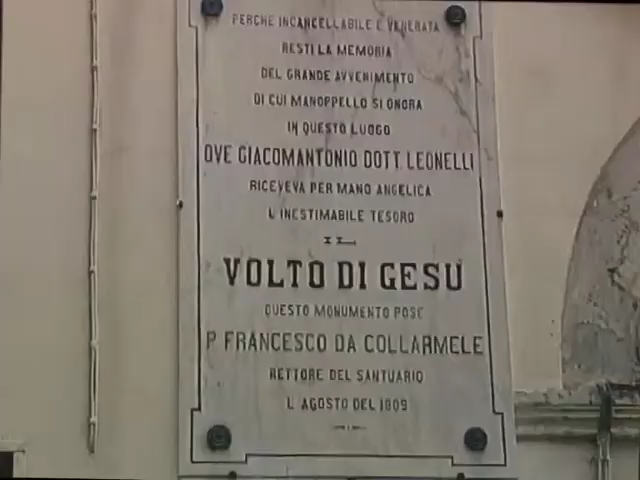 PERCHE INCANCELLABILE E VENERATA
RESTI LA MEMORIA
DEL GRANDE AVVENIMENTO
DI CUI MANOPPELLO SI ONORA
IN QUESTO LUOGO
OVE GIACOMANTONIO DOTT. LEONELLI
RICEVEVA PER MANO ANGELICA
L'INESTIMABILE TESORO
IL
VOLTO DI GESU
QUESTO MONUMENTO POSE
P. FRANCESCO DA COLLARMELE
RETTORE DEL SANTUARIO
L'AGOSTO DEL 1909